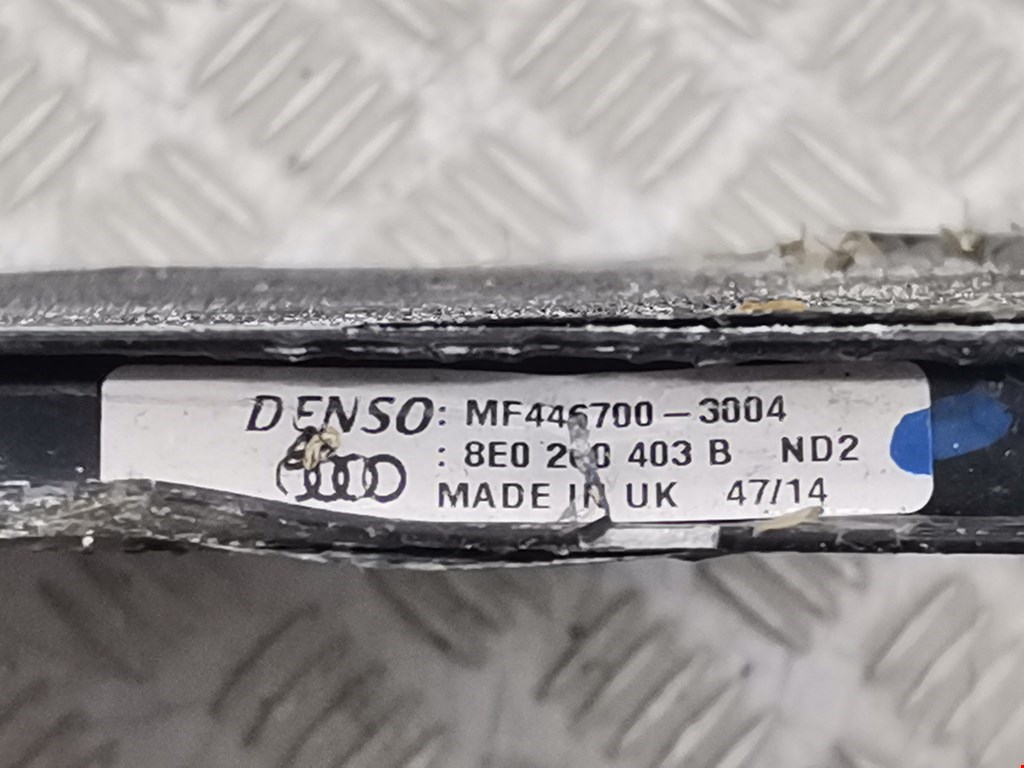 DENSO: MF446700-3004
: 8E0 260 403 B ND2
MADE IN UK 47/14